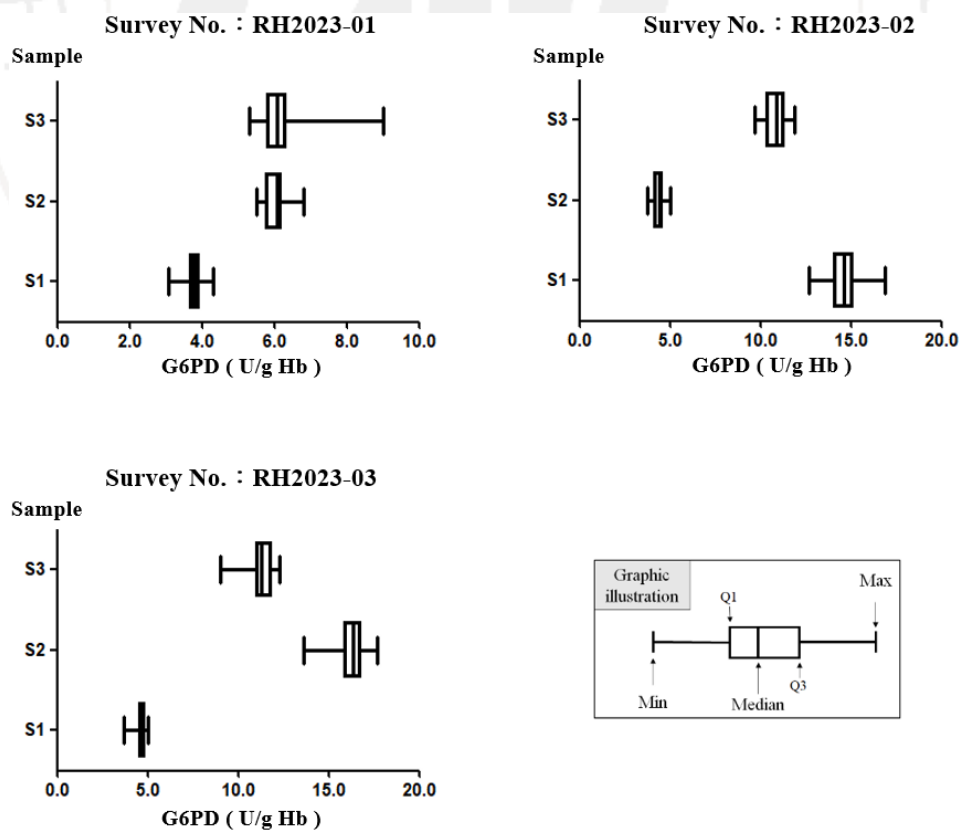 Survey No.：RH2023-01
Sample
S3
S2
S1
0.0 2.0 4.0 6.0 8.0 10.0
G6PD ( U/g Hb )
Survey No.：RH2023-02
Sample
S3
S2
S1
0.0 5.0 10.0 15.0 20.0
G6PD ( U/g Hb )
Survey No.：RH2023-03
Sample
S3
S2
S1
0.0 5.0 10.0 15.0 20.0
G6PD ( U/g Hb )
Graphic
illustration
Q1
Max
Min
Median
Q3